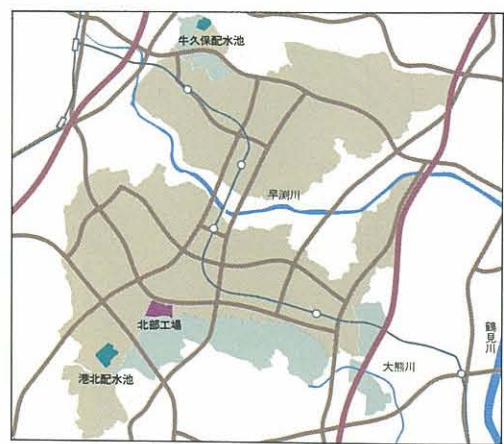 牛久保配水池
早渕川
北部工場
港北配水池
大熊川
鶴見川